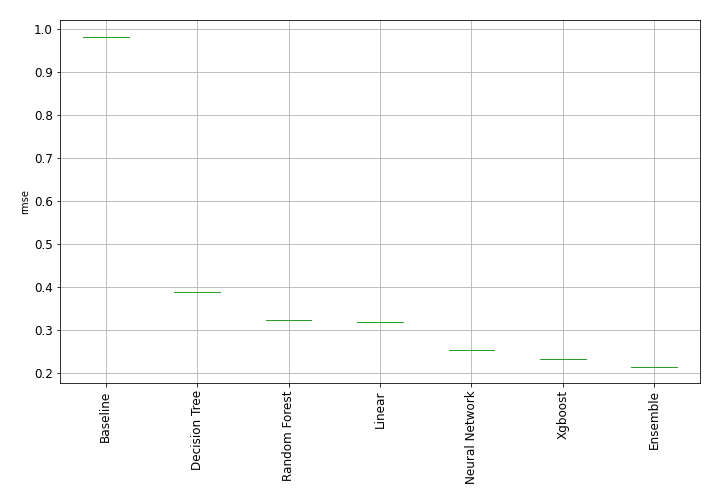 1.0
0.9
0.8
0.7
0.6
0.5
0.4
0.3
0.2
rmse
Baseline
Decision Tree
Random Forest
Linear
Neural Network
Xgboost
Ensemble